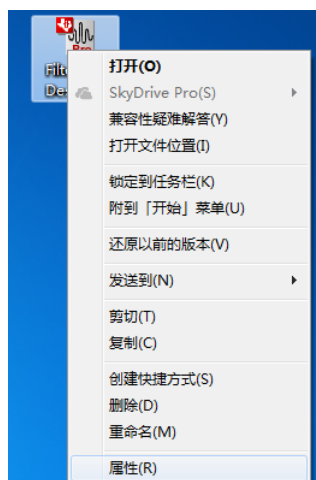 Pro
打开(O)
SkyDrive Pro(S)
兼容性疑难解答(Y)
打开文件位置(I)
锁定到任务栏(K)
附到「开始」菜单(U)
还原以前的版本(V)
发送到(N)
剪切(T)
复制(C)
创建快捷方式(S)
删除(D)
重命名(M)
属性(R)